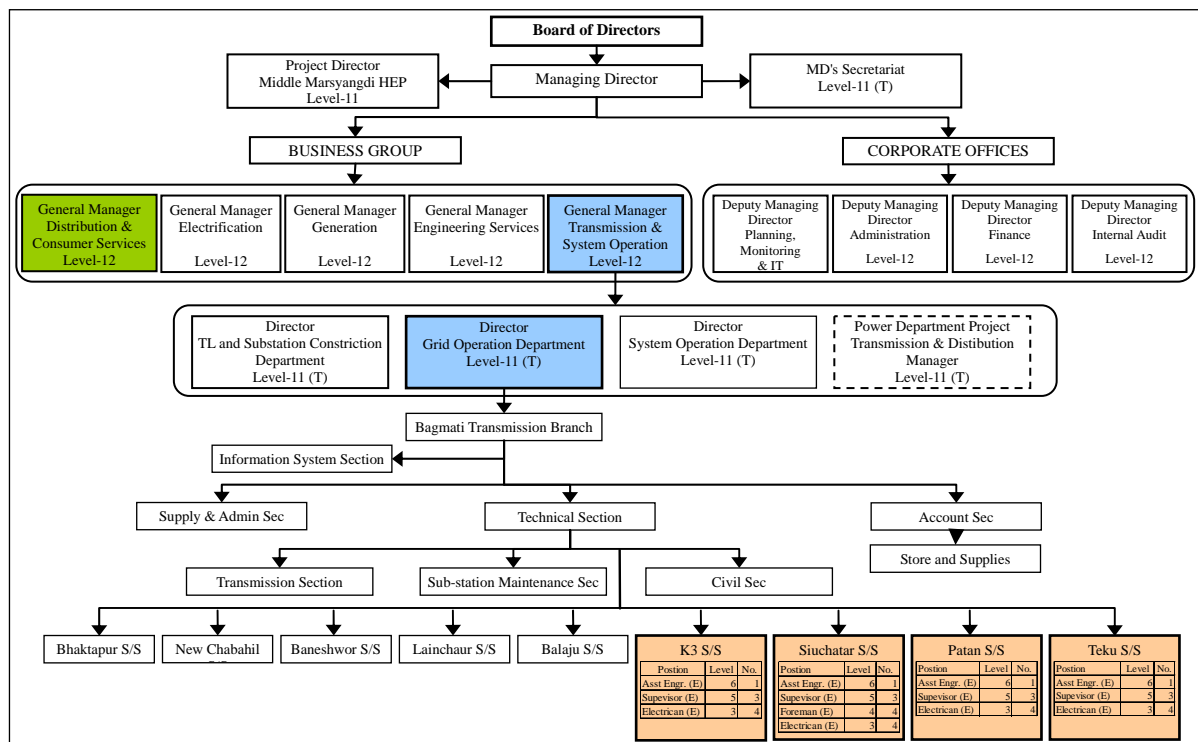 Board of Directors
Project Director
Middle Marsyangdi HEP
Level-11
Managing Director
MD's Secretariat
Level-11 (T)
BUSINESS GROUP
CORPORATE OFFICES
General Manager
Distribution &
Consumer Services
Level-12
General Manager
Electrification
Level-12
General Manager
Generation
Level-12
General Manager
Engineering Services
Level-12
General Manager
Transmission &
System Operation
Level-12
Deputy Managing
Director
Planning,
Monitoring
& IT
Deputy Managing
Director
Administration
Level-12
Deputy Managing
Director
Finance
Level-12
Deputy Managing
Director
Internal Audit
Level-12
Director
TL and Substation Constriction
Department
Level-11 (T)
Director
Grid Operation Department
Level-11 (T)
Director
System Operation Department
Level-11 (T)
Power Department Project
Transmission & Distibution
Manager
Level-11 (T)
Bagmati Transmission Branch
Information System Section
Supply & Admin Sec
Technical Section
Account Sec
Store and Supplies
Transmission Section
Sub-station Maintenance Sec
Civil Sec
Bhaktapur S/S
New Chabahil
Baneshwor S/S
Lainchaur S/S
Balaju S/S
K3 S/S
Postion Level No.
Asst Engr. (E) 6 1
Supevisor (E) 5 3
Electrican (E) 3 4
Siuchatar S/S
Postion Level No.
Asst Engr. (E) 6 1
Supvisor (E) 5 3
Foreman (E) 4 4
Electrican (E) 3 4
Patan S/S
Postion Level No.
Asst Engr. (E) 6 1
Supevisor (E) 5 3
Electrican (E) 3 4
Teku S/S
Postion Level No.
Asst Engr. (E) 6 1
Supevisor (E) 5 3
Electrican (E) 3 4